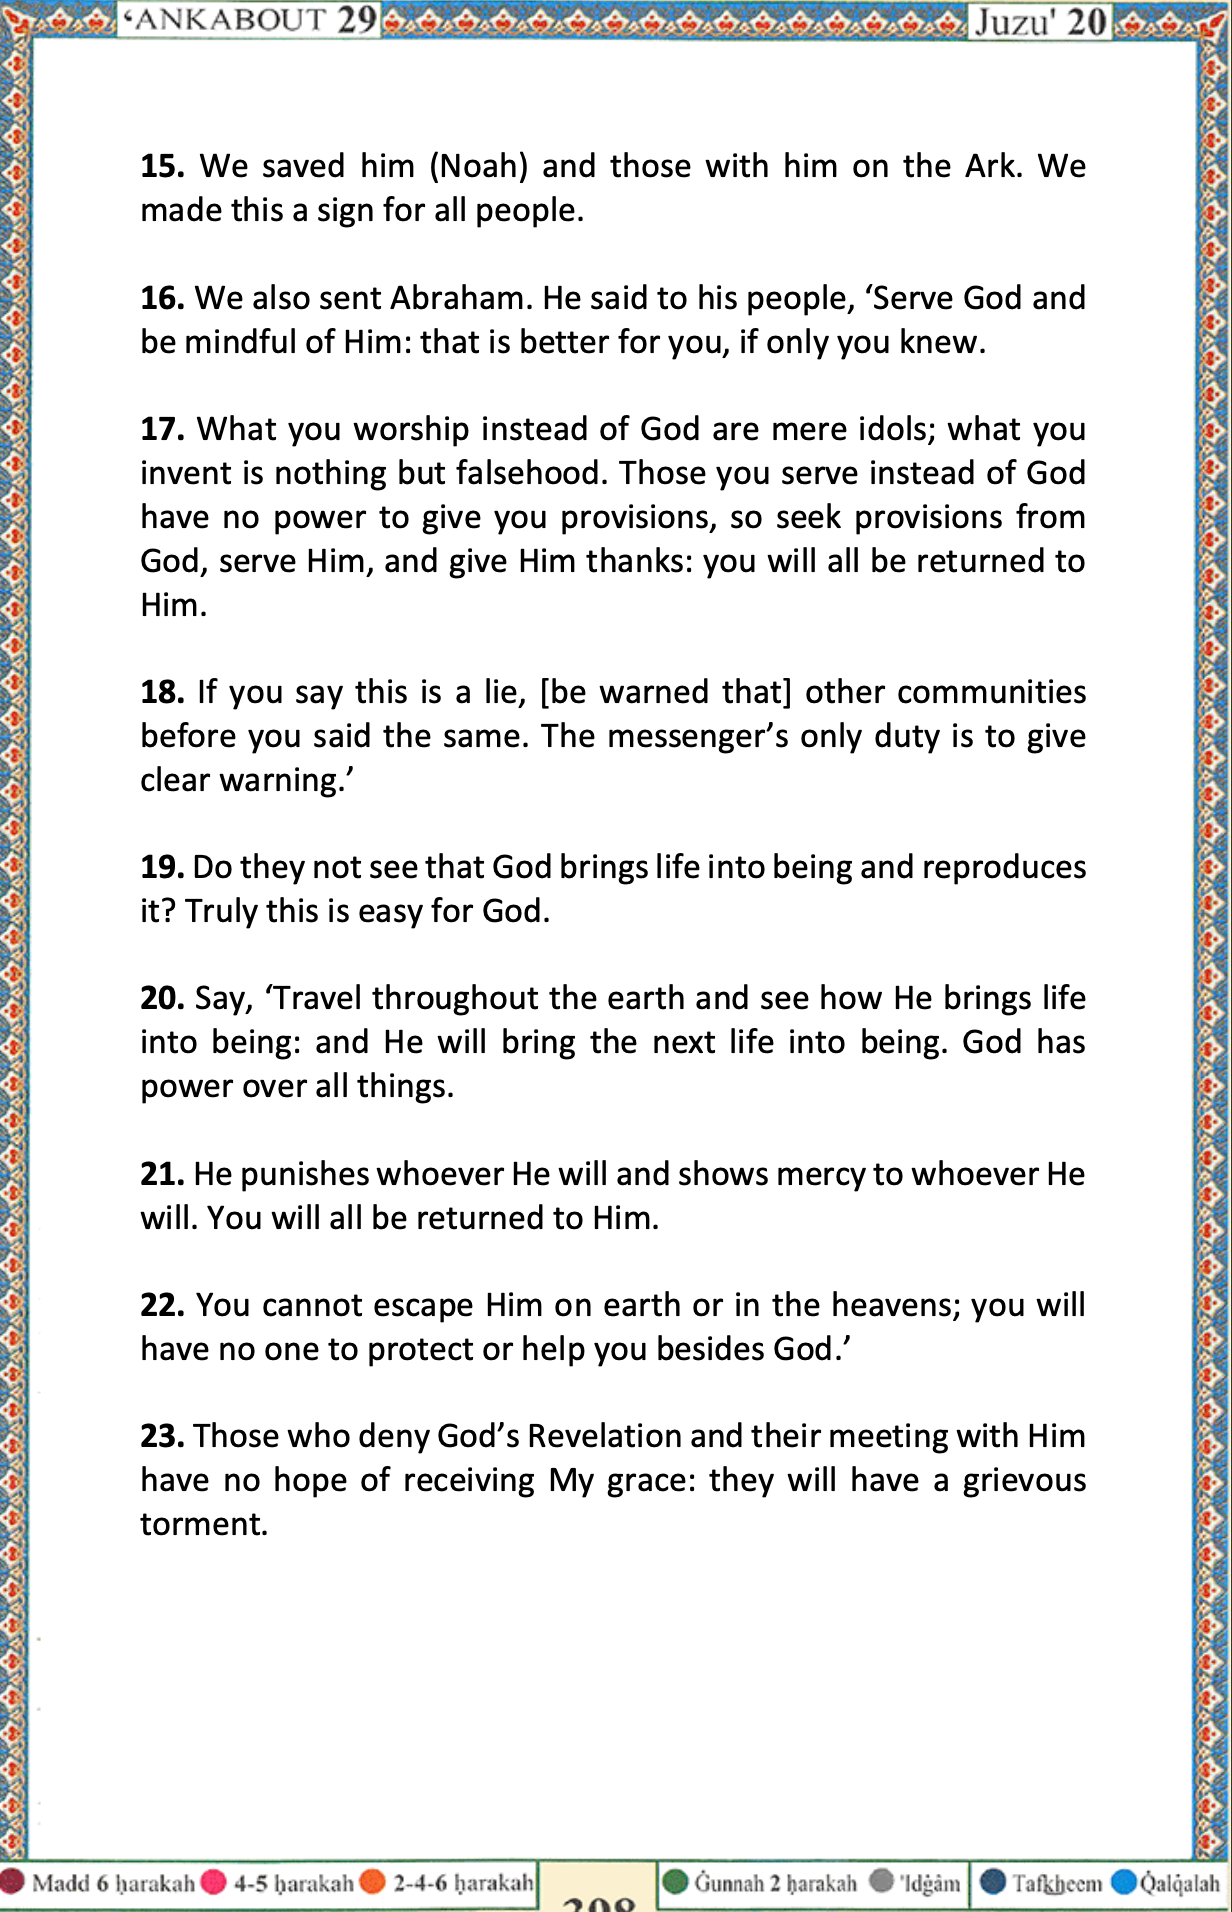 ‘ANKABOUT 29
Juzu' 20
15. We saved him (Noah) and those with him on the Ark. We
made this a sign for all people.
16. We also sent Abraham. He said to his people, ‘Serve God and
be mindful of Him: that is better for you, if only you knew.
17. What you worship instead of God are mere idols; what you
invent is nothing but falsehood. Those you serve instead of God
have no power to give you provisions, so seek provisions from
God, serve Him, and give Him thanks: you will all be returned to
Him.
18. If you say this is a lie, [be warned that] other communities
before you said the same. The messenger’s only duty is to give
clear warning.’
19. Do they not see that God brings life into being and reproduces
it? Truly this is easy for God.
20. Say, ‘Travel throughout the earth and see how He brings life
into being: and He will bring the next life into being. God has
power over all things.
21. He punishes whoever He will and shows mercy to whoever He
will. You will all be returned to Him.
22. You cannot escape Him on earth or in the heavens; you will
have no one to protect or help you besides God.’
23. Those who deny God’s Revelation and their meeting with Him
have no hope of receiving My grace: they will have a grievous
torment.
Madd 6 ḥarakah 4-5 ḥarakah 2-4-6 ḥarakah
Ġunnah 2 ḥarakah 'Idġâm Tafkheem Q̇alq̇alah